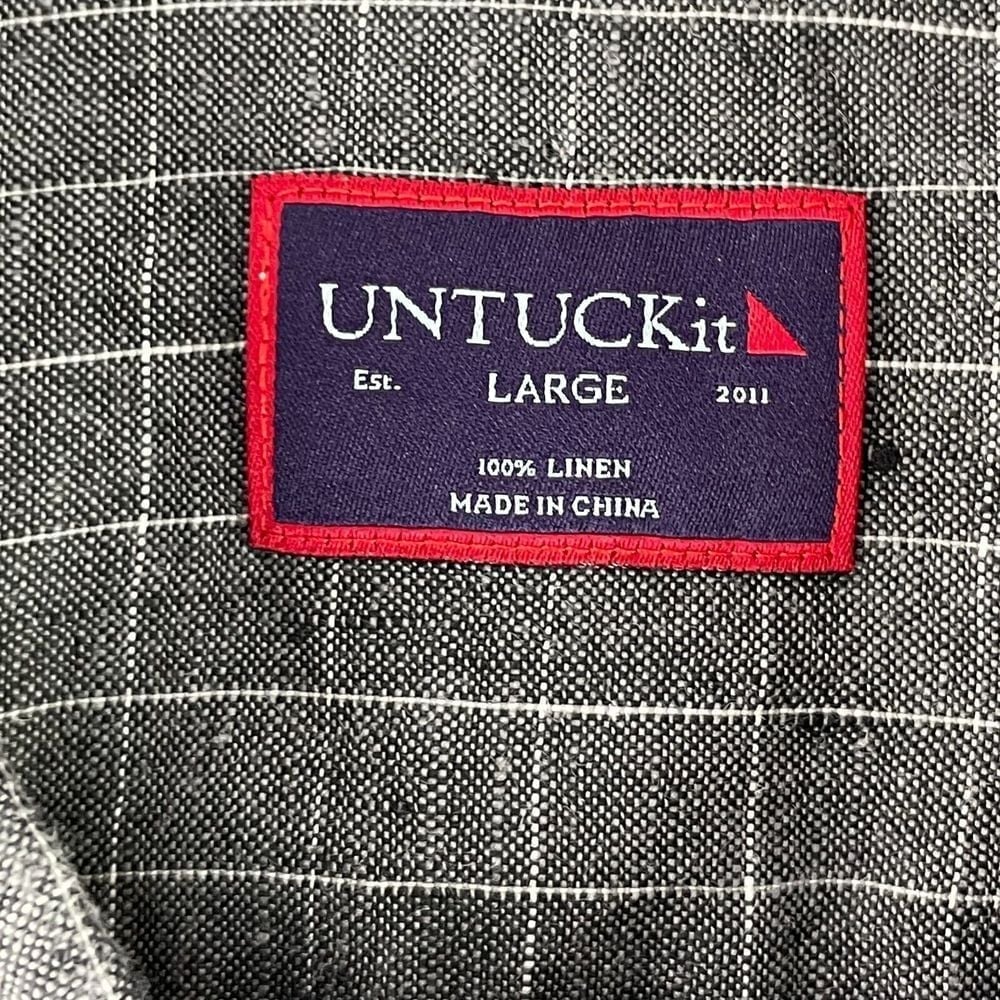 UNTUCKit
Est. LARGE 2011
100% LINEN
MADE IN CHINA